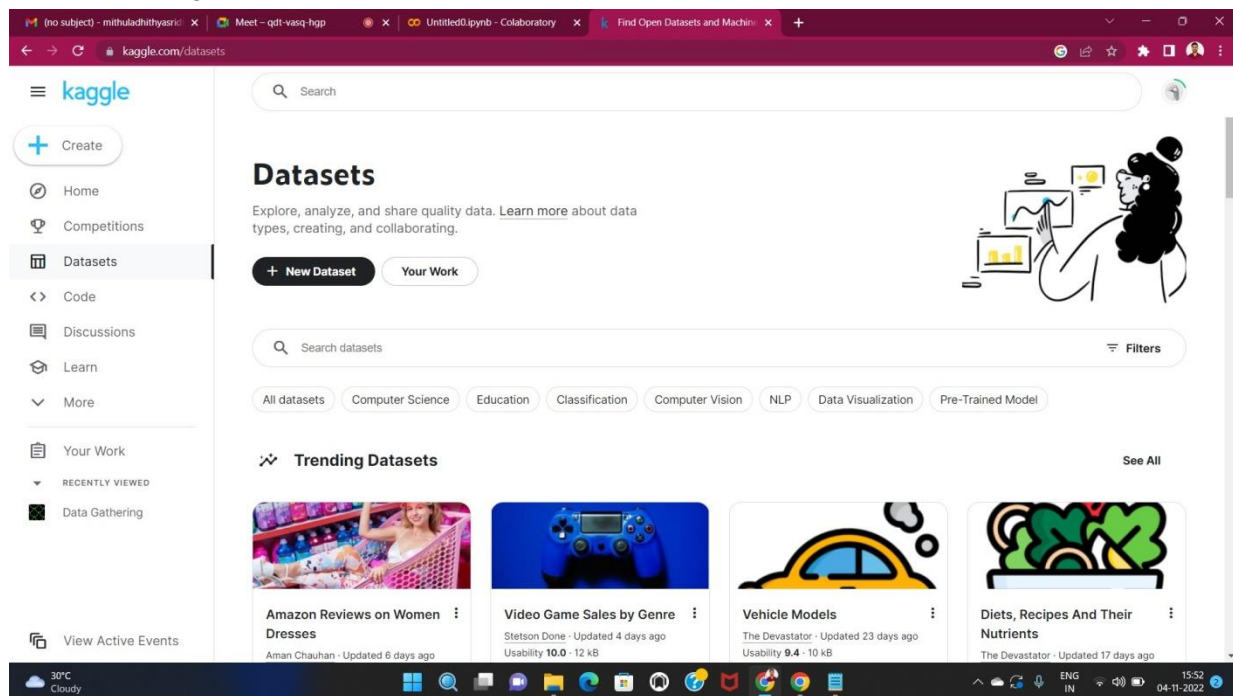 (no subject) - mithuladhithyasrid
Meet – qdt-vasq-hgp
Untitled0.ipynb - Colaboratory
Find Open Datasets and Machin
kaggle.com/datasets
kaggle
Search
Create
Home
Competitions
Datasets
Code
Discussions
Learn
More
Your Work
RECENTLY VIEWED
Data Gathering
View Active Events
Datasets
Explore, analyze, and share quality data. Learn more about data
types, creating, and collaborating.
+ New Dataset
Your Work
Search datasets
Filters
All datasets
Computer Science
Education
Classification
Computer Vision
NLP
Data Visualization
Pre-Trained Model
Trending Datasets
See All
Amazon Reviews on Women
Dresses
Aman Chauhan · Updated 6 days ago
Video Game Sales by Genre
Stetson Done · Updated 4 days ago
Usability 10.0 · 12 kB
Vehicle Models
The Devastator · Updated 23 days ago
Usability 9.4 · 10 kB
Diets, Recipes And Their
Nutrients
The Devastator · Updated 17 days ago
30°C
Cloudy
ENG
IN
15:52
04-11-2022
2